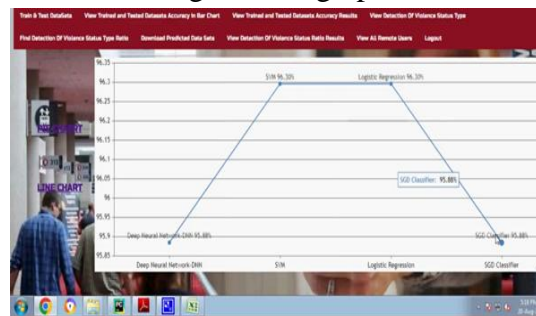 Train & Test DataSets View Trained and Tested Datasets Accuracy in Bar Chart View Trained and Tested Datasets Accuracy Results View Detection Of Violance Status Type
Find Detection Of Violance Status Type Ratio Download Predicted Data Sets View Detection Of Violance Status Ratio Results View All Remote Users Logout
96.35
SVM 96.30% Logistic Regression 96.30%
96.3
96.25
96.2
96.15
PIE CHART
96.1
96.05
SGD Classifier: 95.88%
LINE CHART
96
95.95
95.9
Deep Neural Network-DNN 95.88% SGD Classifier 95.88%
95.85
Deep Neural Network-DNN SVM Logistic Regression SGD Classifier